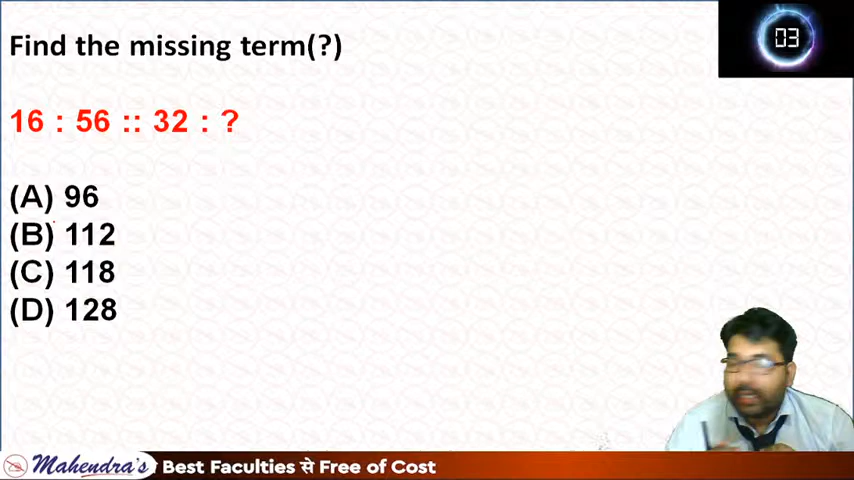 Find the missing term(?)
03
16 : 56 :: 32 : ?
(A) 96
(B) 112
(C) 118
(D) 128
Mahendra's Best Faculties से Free of Cost